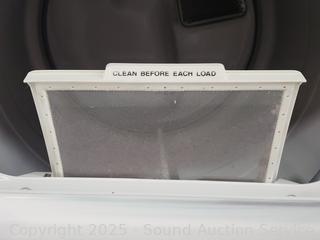 CLEAN BEFORE EACH LOAD
Copyright 2025 - Sound Auction Service